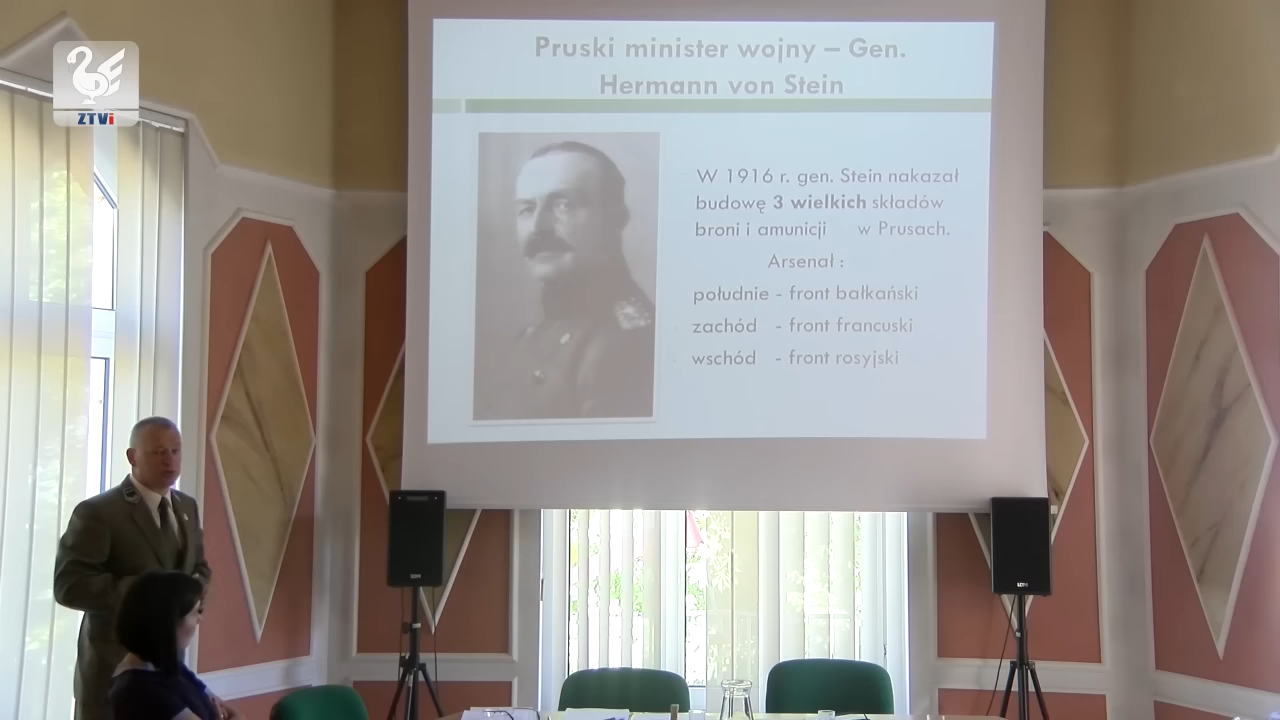 ZTVi
Pruski minister wojny – Gen.
Hermann von Stein
W 1916 r. gen. Stein nakazał
budowę 3 wielkich składów
broni i amunicji w Prusach.
Arsenał :
południe - front bałkański
zachód - front francuski
wschód - front rosyjski